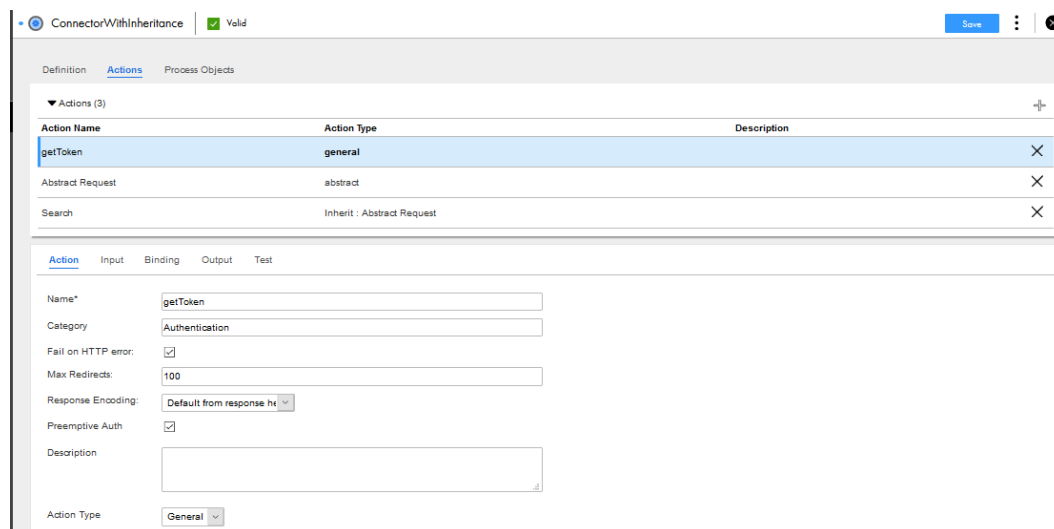 ConnectorWithInheritance Valid Save
Definition Actions Process Objects
Actions (3)
Action Name Action Type Description
getToken general
Abstract Request abstract
Search Inherit : Abstract Request
Action Input Binding Output Test
Name* getToken
Category Authentication
Fail on HTTP error:
Max Redirects: 100
Response Encoding: Default from response he
Preemptive Auth
Description
Action Type General